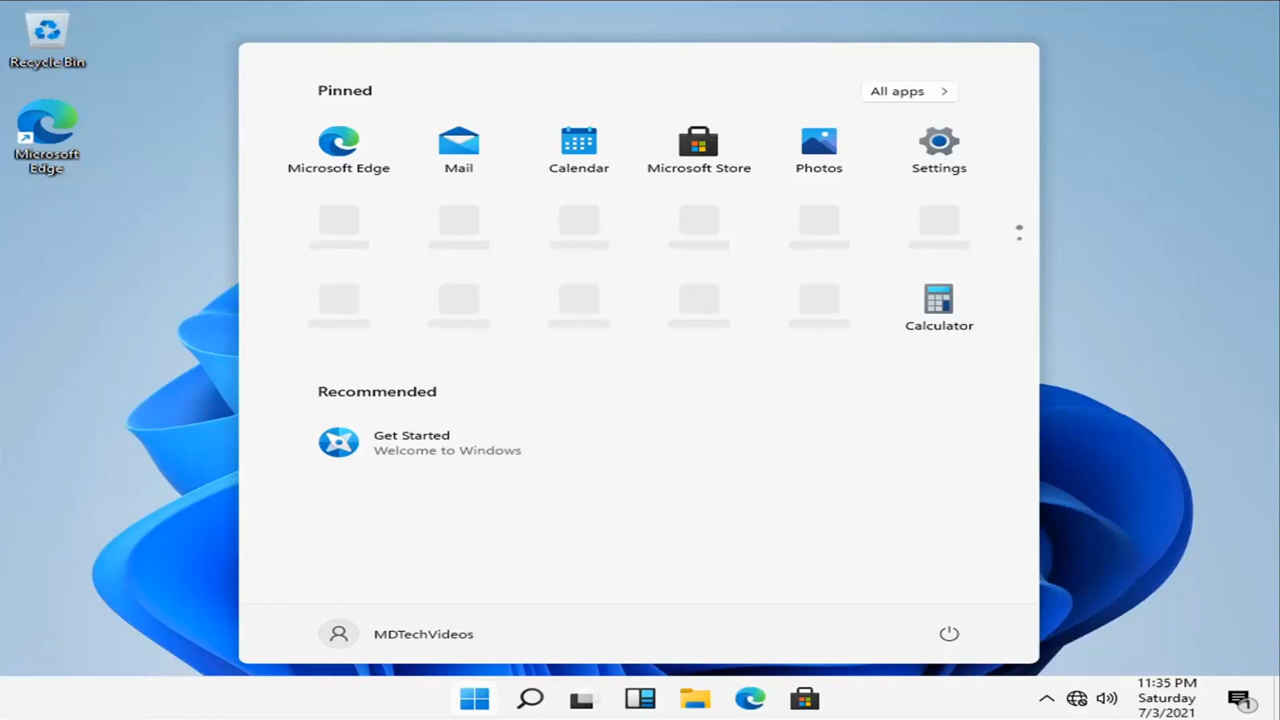 Recycle Bin
Microsoft
Edge
Pinned
All apps
Microsoft Edge
Mail
Calendar
Microsoft Store
Photos
Settings
Calculator
Recommended
Get Started
Welcome to Windows
MDTechVideos
11:35 PM
Saturday
7/3/2021
1